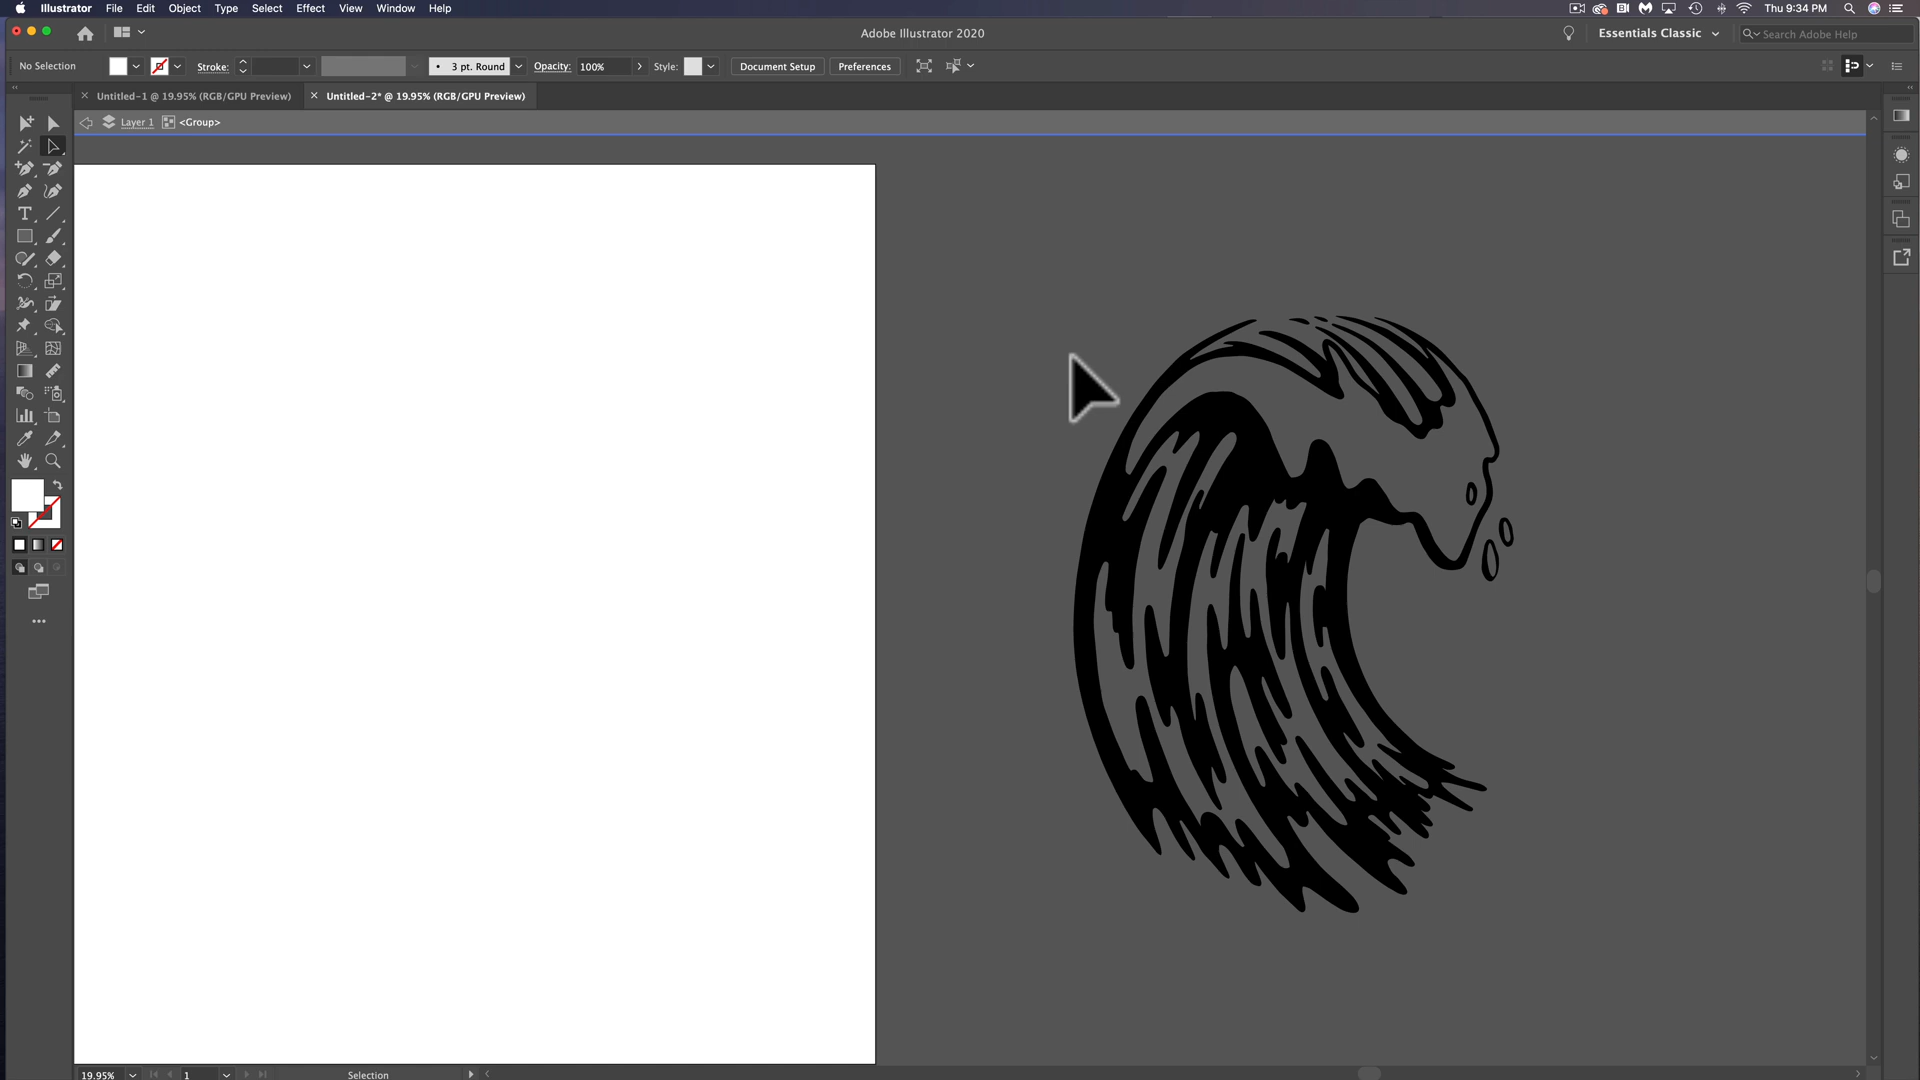 Illustrator File Edit Object Type Select Effect View Window Help Thu 9:34 PM
Adobe Illustrator 2020 Essentials Classic Search Adobe Help
No Selection Stroke: 3 pt. Round Opacity: 100% Style: Document Setup Preferences
Untitled-1 @ 19.95% (RGB/GPU Preview) Untitled-2* @ 19.95% (RGB/GPU Preview)
Layer 1 <Group>
19.95% 1 Selection